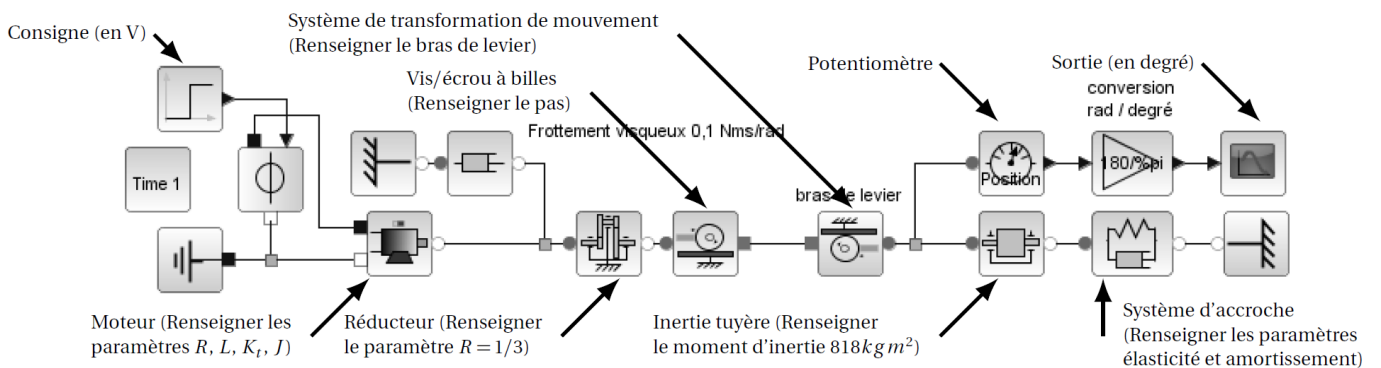 Consigne (en V)
Système de transformation de mouvement
(Renseigner le bras de levier)
Vis/écrou à billes
(Renseigner le pas)
Potentiomètre
Sortie (en degré)
conversion
rad / degré
Frottement visqueux 0,1 Nms/rad
Time 1
Position
180/%pi
bras de levier
Moteur (Renseigner les
paramètres R, L, Kt, J)
Réducteur (Renseigner
le paramètre R = 1/3)
Inertie tuyère (Renseigner
le moment d'inertie 818kg m²)
Système d'accroche
(Renseigner les paramètres
élasticité et amortissement)